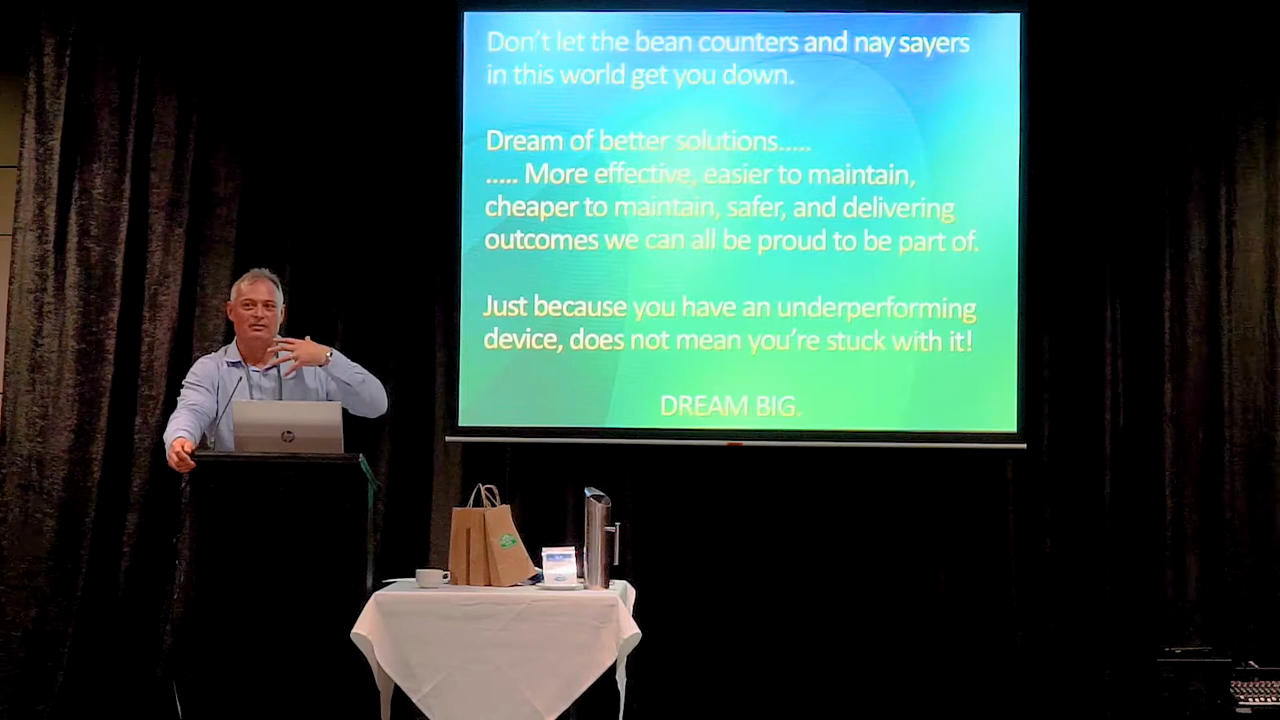 Don't let the bean counters and nay sayers
in this world get you down.
Dream of better solutions.....
..... More effective, easier to maintain,
cheaper to maintain, safer, and delivering
outcomes we can all be proud to be part of.
Just because you have an underperforming
device, does not mean you're stuck with it!
DREAM BIG.
hp